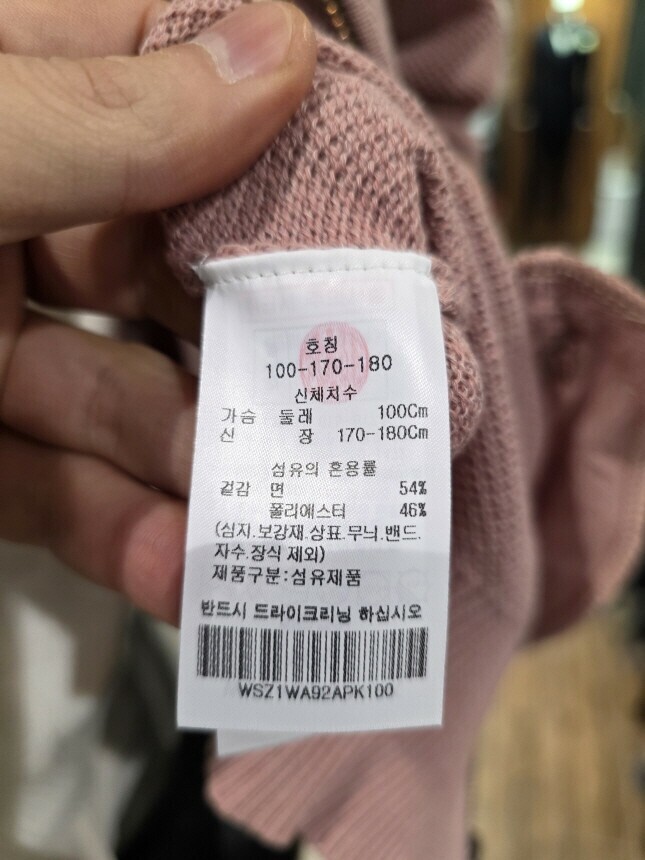 호칭
100-170-180
신체치수
가슴 둘레 100Cm
신 장 170-180Cm
섬유의 혼용률
겉감 면 54%
폴리에스터 46%
(심지.보강재.상표.무늬.밴드.
자수.장식 제외)
제품구분:섬유제품
반드시 드라이크리닝 하십시오
WSZ1WA92APK100